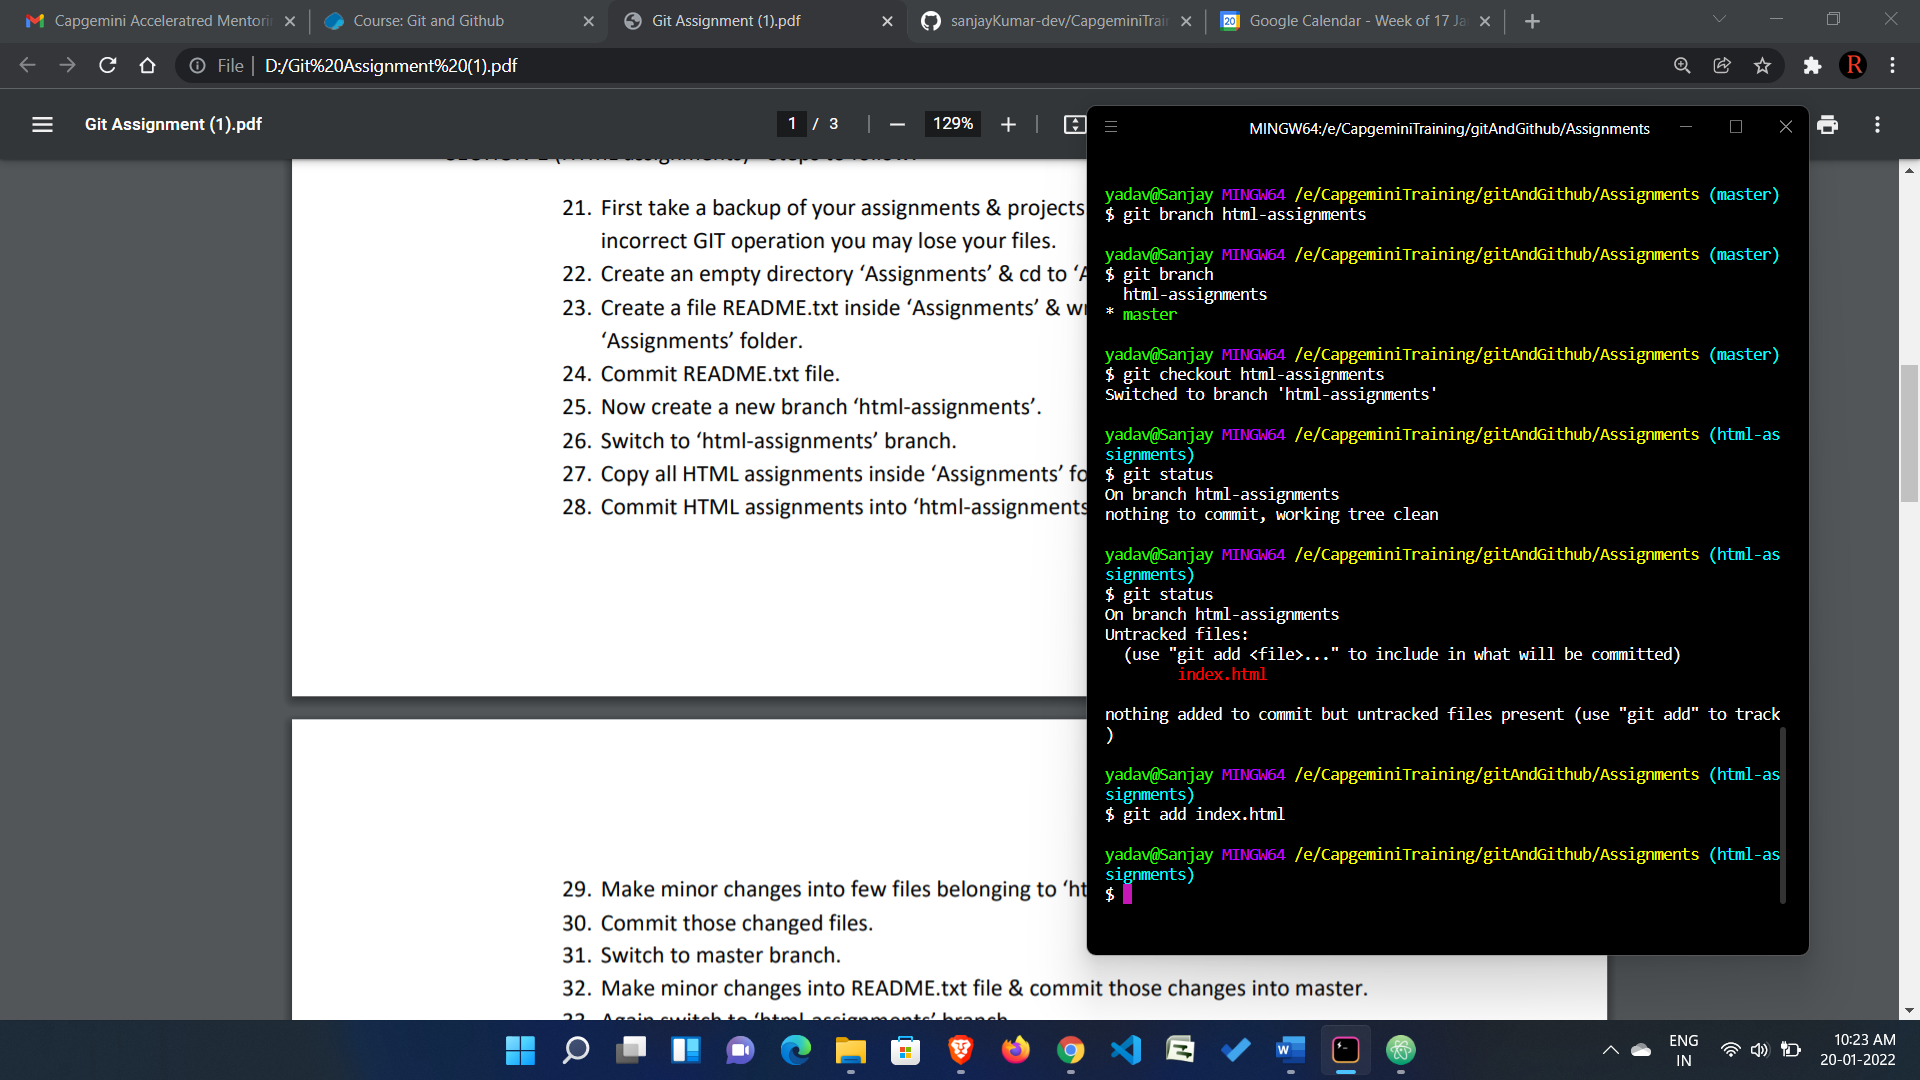 Capgemini Acceleratred Mentorin
Course: Git and Github
Git Assignment (1).pdf
sanjayKumar-dev/CapgeminiTrai
20
Google Calendar - Week of 17 Ja
File
D:/Git%20Assignment%20(1).pdf
R
Git Assignment (1).pdf
1 / 3
129%
21. First take a backup of your assignments & projects
incorrect GIT operation you may lose your files.
22. Create an empty directory ‘Assignments’ & cd to ‘A
23. Create a file README.txt inside ‘Assignments’ & wr
‘Assignments’ folder.
24. Commit README.txt file.
25. Now create a new branch ‘html-assignments’.
26. Switch to ‘html-assignments’ branch.
27. Copy all HTML assignments inside ‘Assignments’ fo
28. Commit HTML assignments into ‘html-assignments
29. Make minor changes into few files belonging to ‘ht
30. Commit those changed files.
31. Switch to master branch.
32. Make minor changes into README.txt file & commit those changes into master.
33. Again switch to ‘html-assignments’ branch
MINGW64:/e/CapgeminiTraining/gitAndGithub/Assignments
yadav@Sanjay MINGW64 /e/CapgeminiTraining/gitAndGithub/Assignments (master)
$ git branch html-assignments
yadav@Sanjay MINGW64 /e/CapgeminiTraining/gitAndGithub/Assignments (master)
$ git branch
html-assignments
* master
yadav@Sanjay MINGW64 /e/CapgeminiTraining/gitAndGithub/Assignments (master)
$ git checkout html-assignments
Switched to branch 'html-assignments'
yadav@Sanjay MINGW64 /e/CapgeminiTraining/gitAndGithub/Assignments (html-as
signments)
$ git status
On branch html-assignments
nothing to commit, working tree clean
yadav@Sanjay MINGW64 /e/CapgeminiTraining/gitAndGithub/Assignments (html-as
signments)
$ git status
On branch html-assignments
Untracked files:
(use "git add <file>..." to include in what will be committed)
index.html
nothing added to commit but untracked files present (use "git add" to track
)
yadav@Sanjay MINGW64 /e/CapgeminiTraining/gitAndGithub/Assignments (html-as
signments)
$ git add index.html
yadav@Sanjay MINGW64 /e/CapgeminiTraining/gitAndGithub/Assignments (html-as
signments)
$
ENG
IN
10:23 AM
20-01-2022